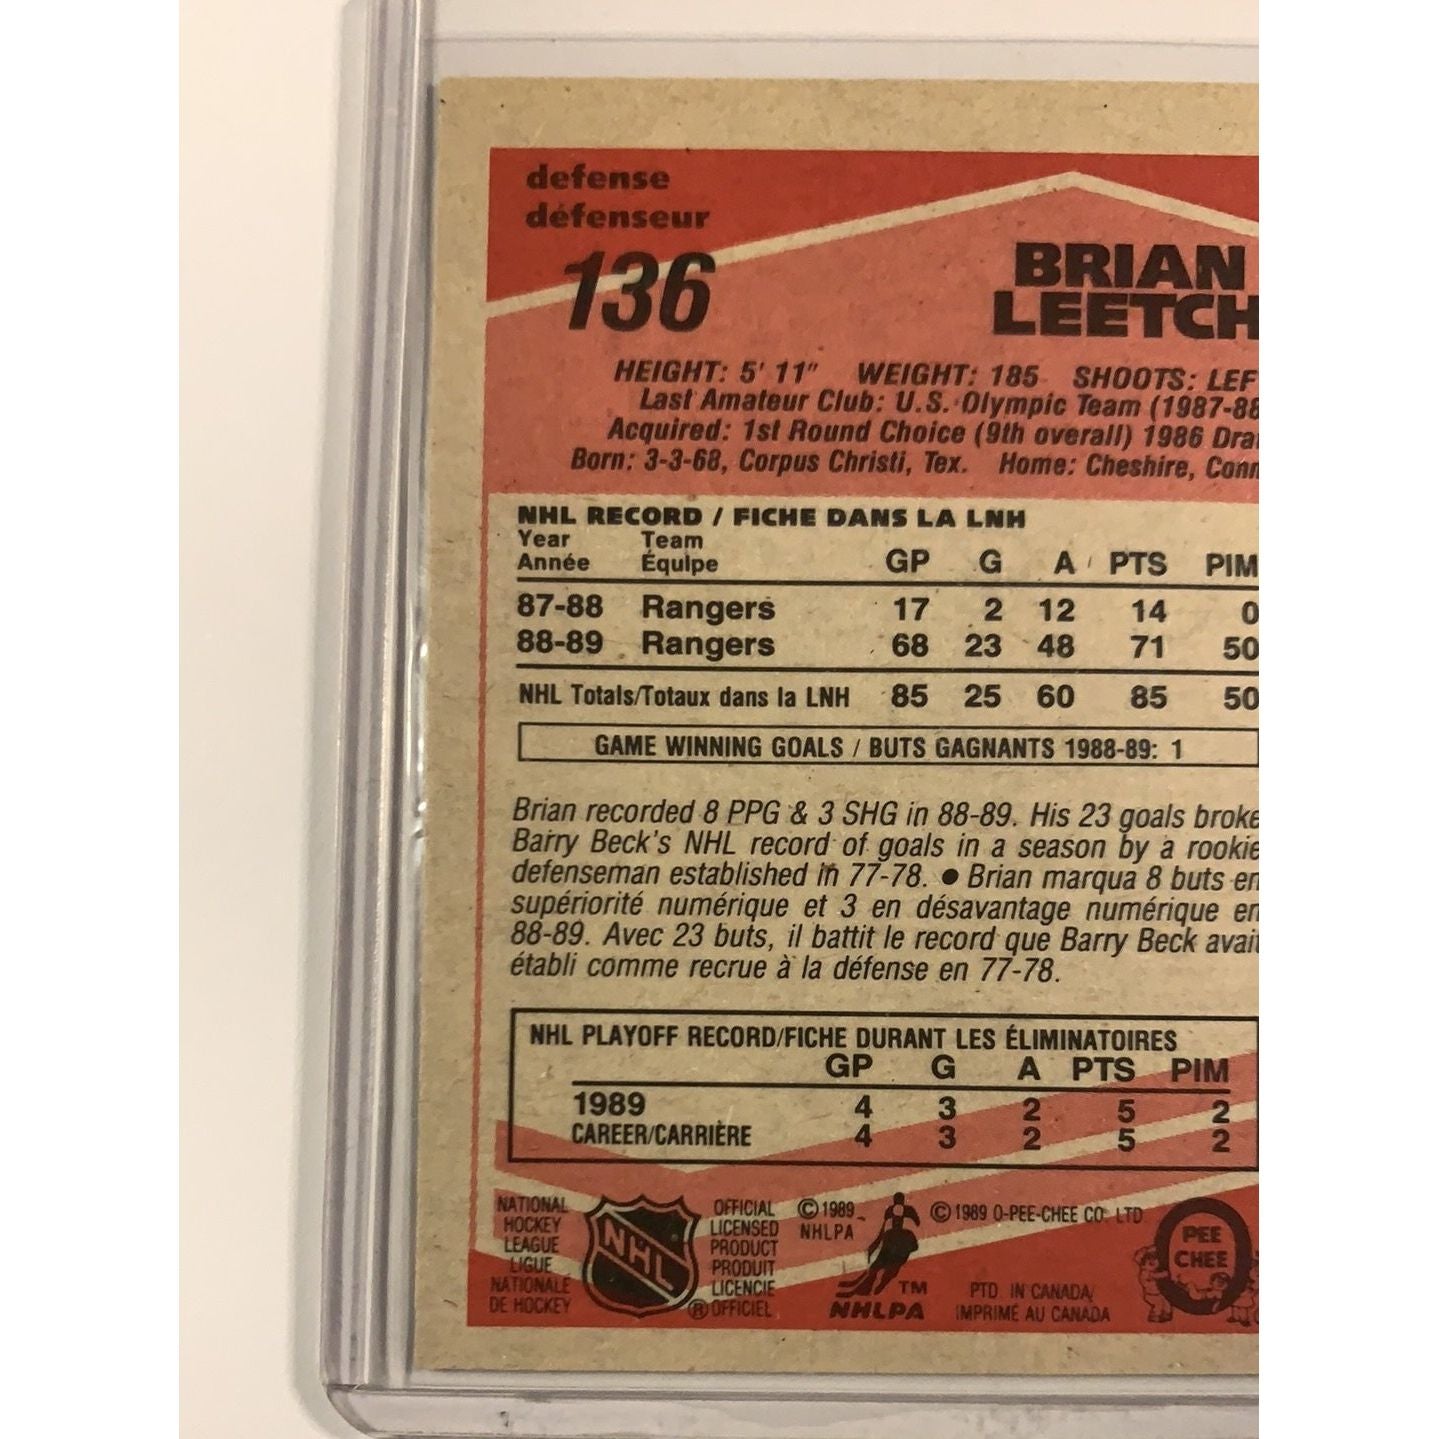 defense
défenseur
136
BRIAN
LEETCH
HEIGHT: 5' 11" WEIGHT: 185 SHOOTS: LEF
Last Amateur Club: U.S. Olympic Team (1987-88
Acquired: 1st Round Choice (9th overall) 1986 Dra
Born: 3-3-68, Corpus Christi, Tex. Home: Cheshire, Conn
NHL RECORD / FICHE DANS LA LNH
Year Team
Année Équipe GP G A PTS PIM
87-88 Rangers 17 2 12 14 0
88-89 Rangers 68 23 48 71 50
NHL Totals/Totaux dans la LNH 85 25 60 85 50
GAME WINNING GOALS / BUTS GAGNANTS 1988-89: 1
Brian recorded 8 PPG & 3 SHG in 88-89. His 23 goals broke
Barry Beck's NHL record of goals in a season by a rookie
defenseman established in 77-78. ● Brian marqua 8 buts en
supériorité numérique et 3 en désavantage numérique en
88-89. Avec 23 buts, il battit le record que Barry Beck avait
établi comme recrue à la défense en 77-78.
NHL PLAYOFF RECORD/FICHE DURANT LES ÉLIMINATOIRES
GP G A PTS PIM
1989 4 3 2 5 2
CAREER/CARRIÈRE 4 3 2 5 2
NATIONAL
HOCKEY
LEAGUE
LIGUE
NATIONALE
DE HOCKEY
NHL
OFFICIAL
LICENSED
PRODUCT
PRODUIT
LICENCIE
® OFFICIEL
© 1989
NHLPA
TM
NHLPA
© 1989 O-PEE-CHEE CO. LTD
PTD IN CANADA/
IMPRIMÉ AU CANADA
O
PEE
CHEE